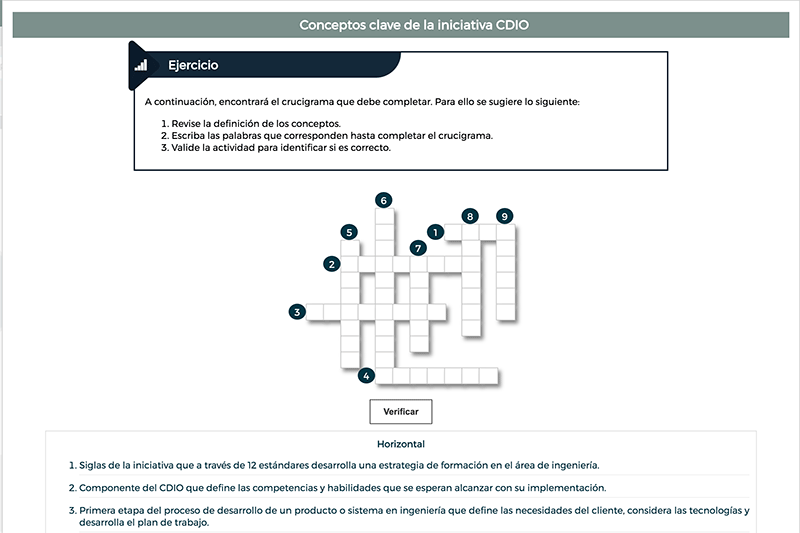 Conceptos clave de la iniciativa CDIO
Ejercicio
A continuación, encontrará el crucigrama que debe completar. Para ello se sugiere lo siguiente:
1. Revise la definición de los conceptos.
2. Escriba las palabras que corresponden hasta completar el crucigrama.
3. Valide la actividad para identificar si es correcto.
6
8 9
5 1
7
2
3
4
Verificar
Horizontal
1. Siglas de la iniciativa que a través de 12 estándares desarrolla una estrategia de formación en el área de ingeniería.
2. Componente del CDIO que define las competencias y habilidades que se esperan alcanzar con su implementación.
3. Primera etapa del proceso de desarrollo de un producto o sistema en ingeniería que define las necesidades del cliente, considera las tecnologías y
desarrolla el plan de trabajo.